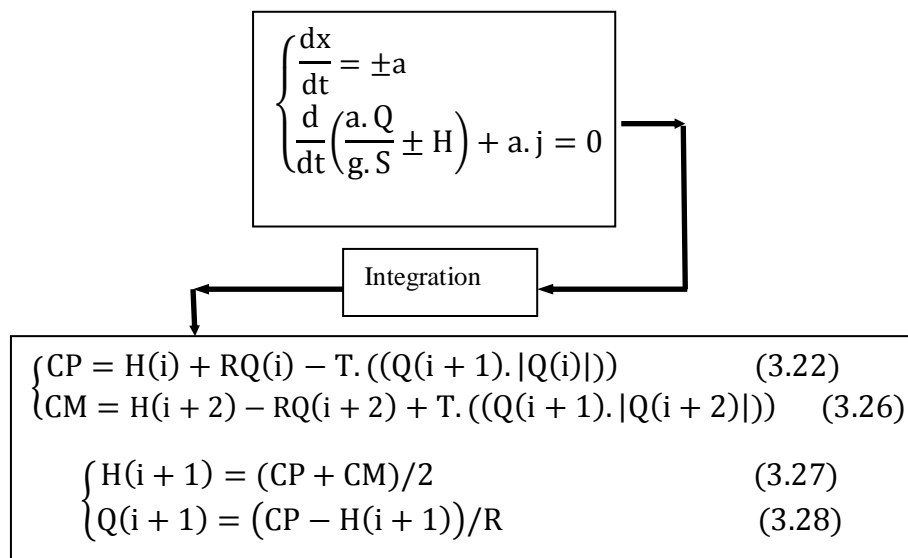 dx/dt = ±a
d/dt (a. Q/g. S ± H) + a. j = 0
Integration
CP = H(i) + RQ(i) − T. ((Q(i + 1). |Q(i)|)) (3.22)
CM = H(i + 2) − RQ(i + 2) + T. ((Q(i + 1). |Q(i + 2)|)) (3.26)
H(i + 1) = (CP + CM)/2 (3.27)
Q(i + 1) = (CP − H(i + 1))/R (3.28)